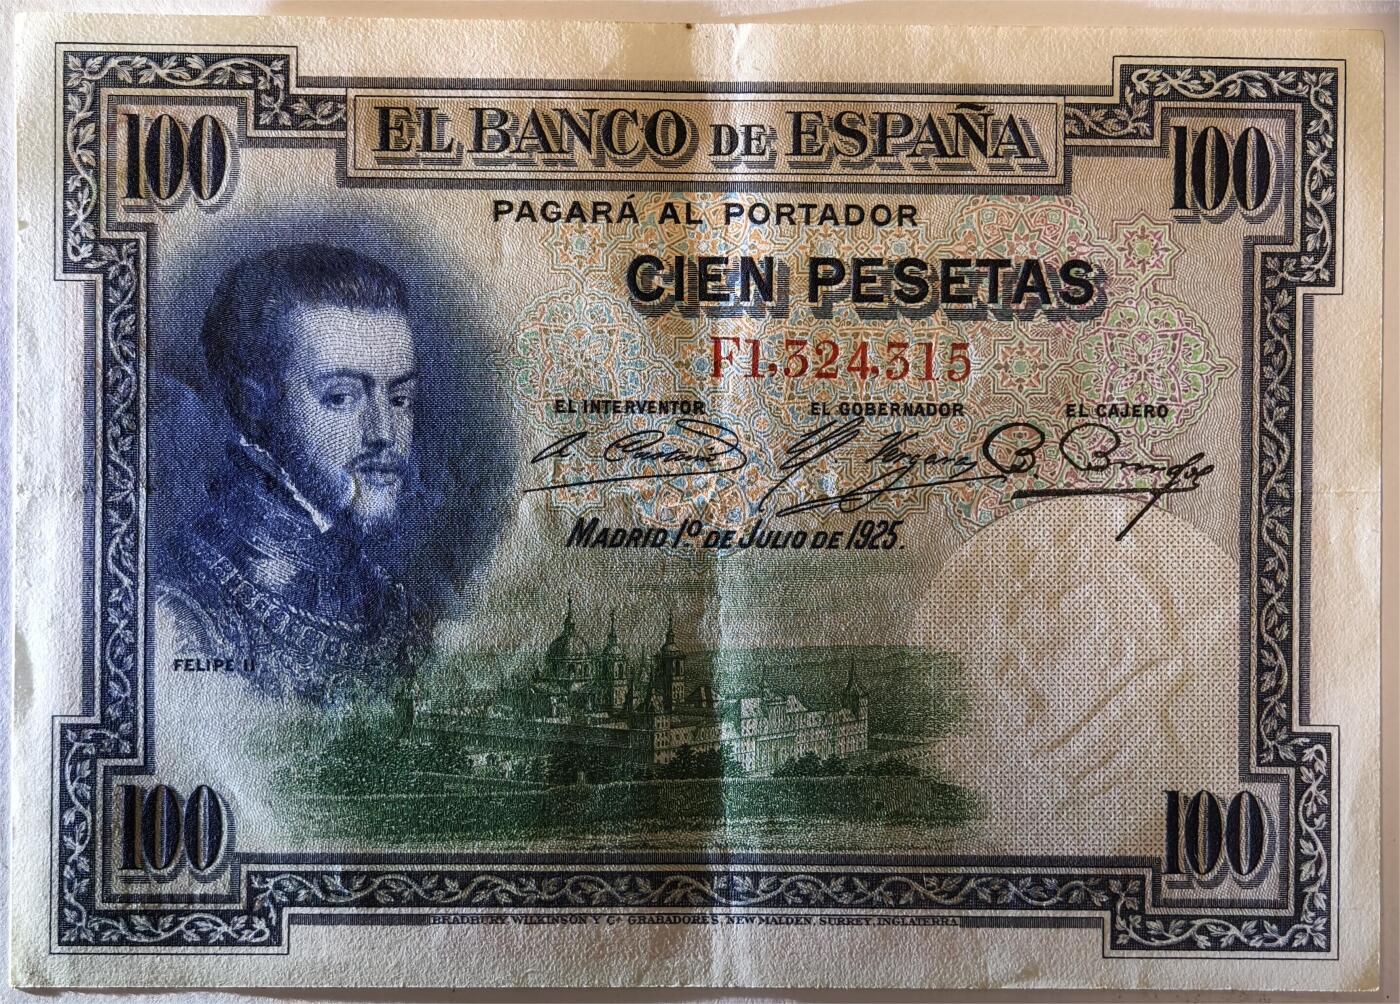 EL BANCO DE ESPAÑA
100
100
PAGARÁ AL PORTADOR
CIEN PESETAS
F1,324,315
EL INTERVENTOR EL GOBERNADOR EL CAJERO
MADRID, 1º DE JULIO DE 1925.
FELIPE II
100
100
BRADBURY, WILKINSON Y Cª GRABADORES, NEW MALDEN, SURREY, INGLATERRA